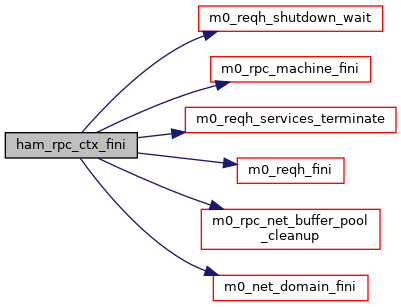 m0_reqh_shutdown_wait
m0_rpc_machine_fini
m0_reqh_services_terminate
ham_rpc_ctx_fini
m0_reqh_fini
m0_rpc_net_buffer_pool
_cleanup
m0_net_domain_fini